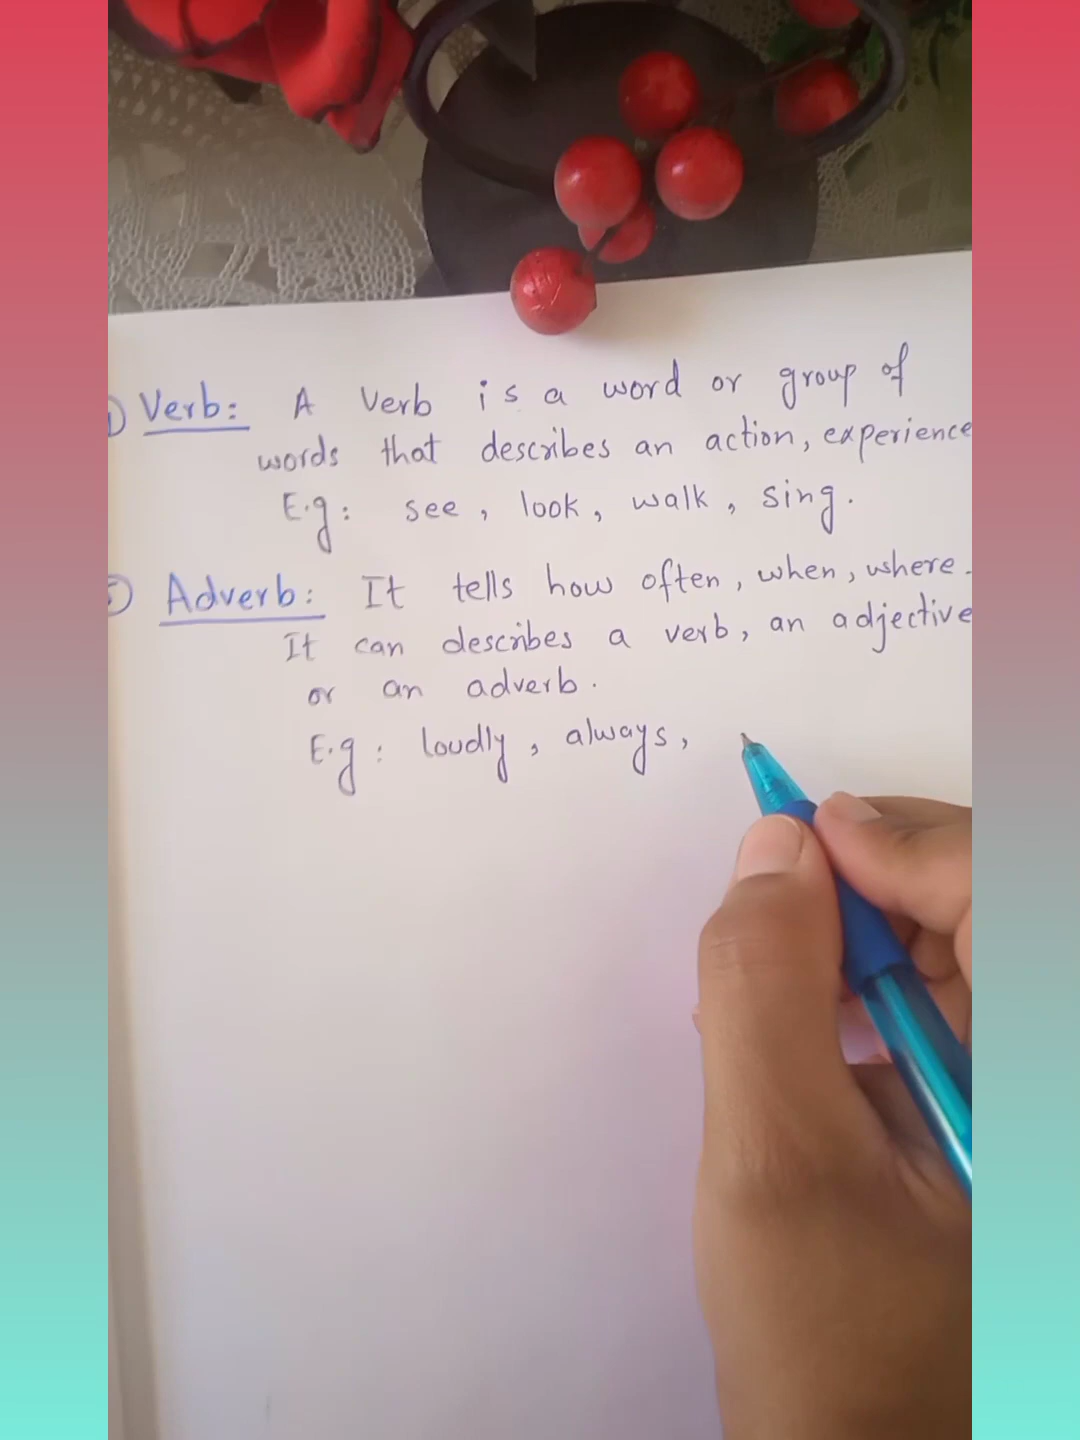 Verb: A Verb is a word or group of
words that describes an action, experience
E.g: see, look, walk, sing.
Adverb: It tells how often, when, where.
It can describes a verb, an adjective
or an adverb.
E.g: loudly, always,